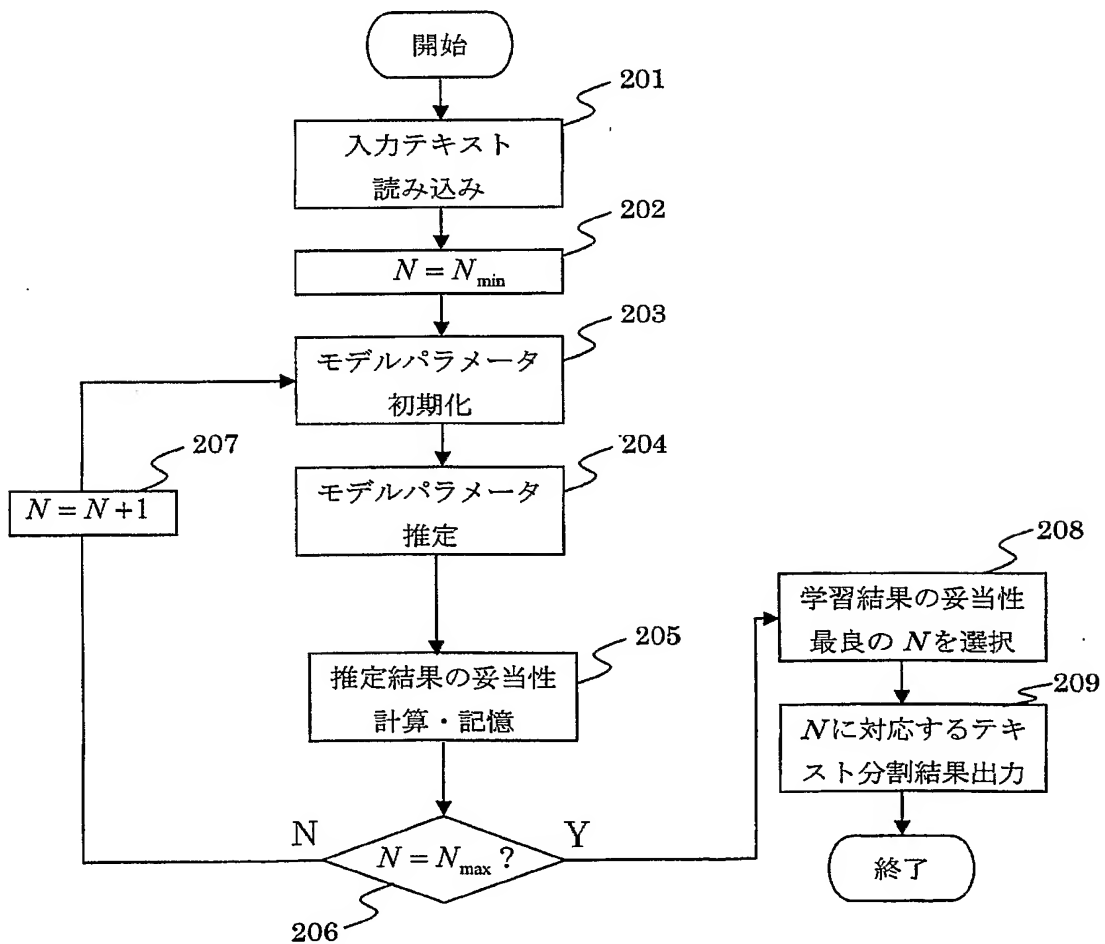 開始
201
入力テキスト
読み込み
202
N = N_min
203
モデルパラメータ
初期化
207
N = N+1
204
モデルパラメータ
推定
205
推定結果の妥当性
計算・記憶
N
N = N_max ?
Y
206
208
学習結果の妥当性
最良の N を選択
209
Nに対応するテキ
スト分割結果出力
終了